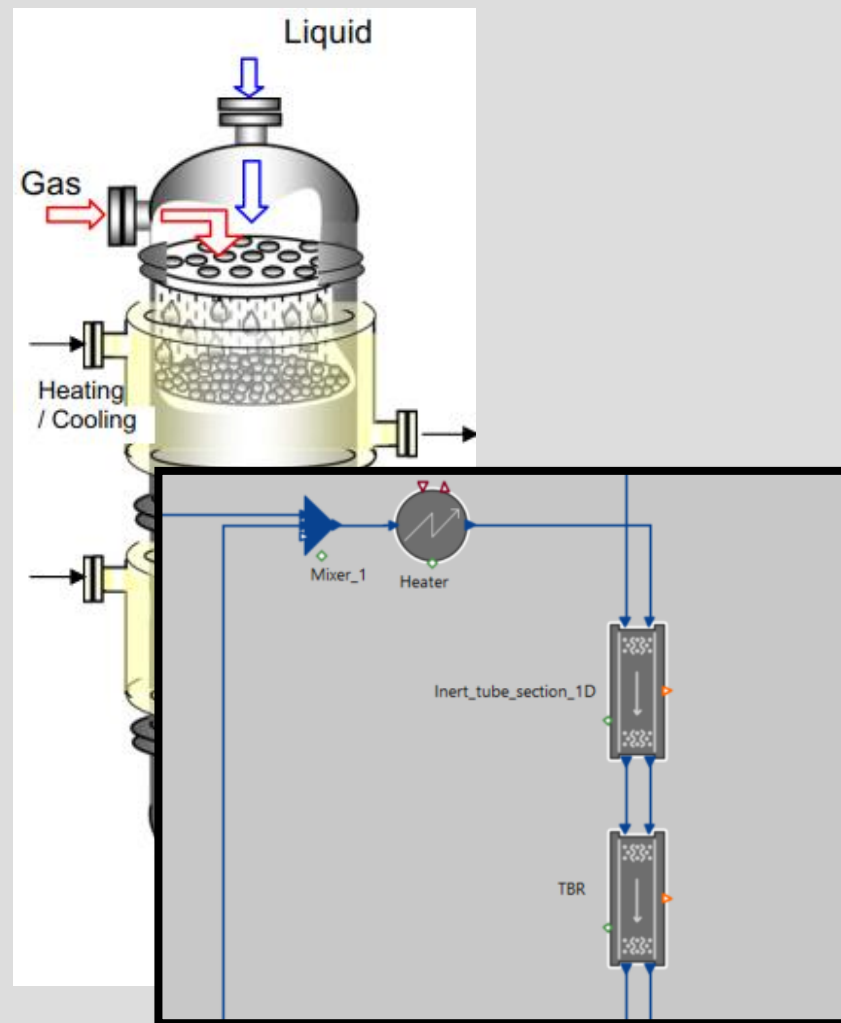 Liquid
Gas
Heating
/ Cooling
Mixer_1
Heater
Inert_tube_section_1D
TBR